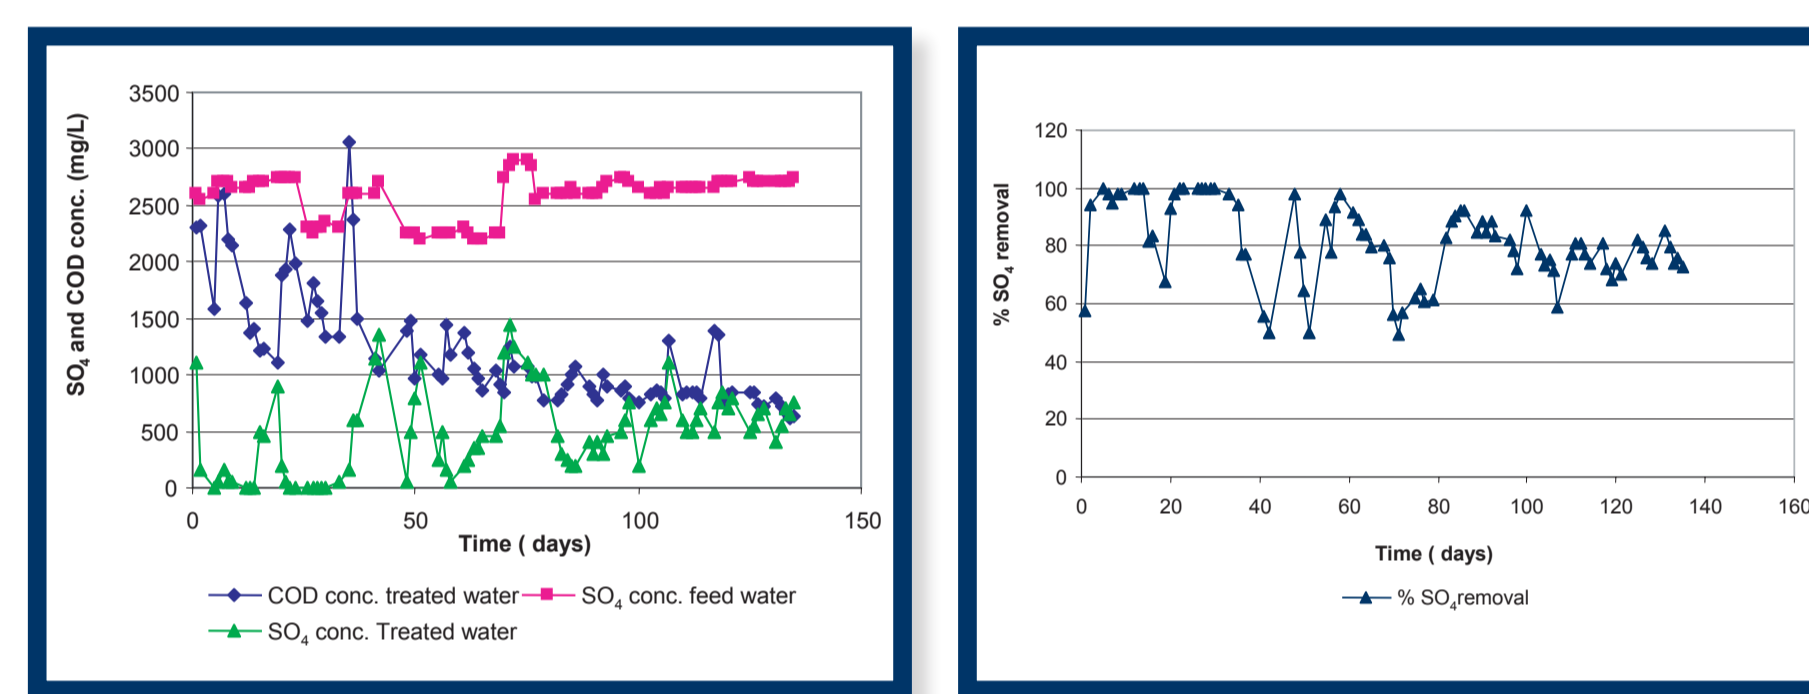 3500
3000
2500
2000
1500
1000
500
0
SO4 and COD conc. (mg/L)
0 50 100 150
Time ( days)
COD conc. treated water SO4 conc. feed water
SO4 conc. Treated water
120
100
80
60
40
20
0
% SO4 removal
0 20 40 60 80 100 120 140 160
Time ( days)
% SO4removal